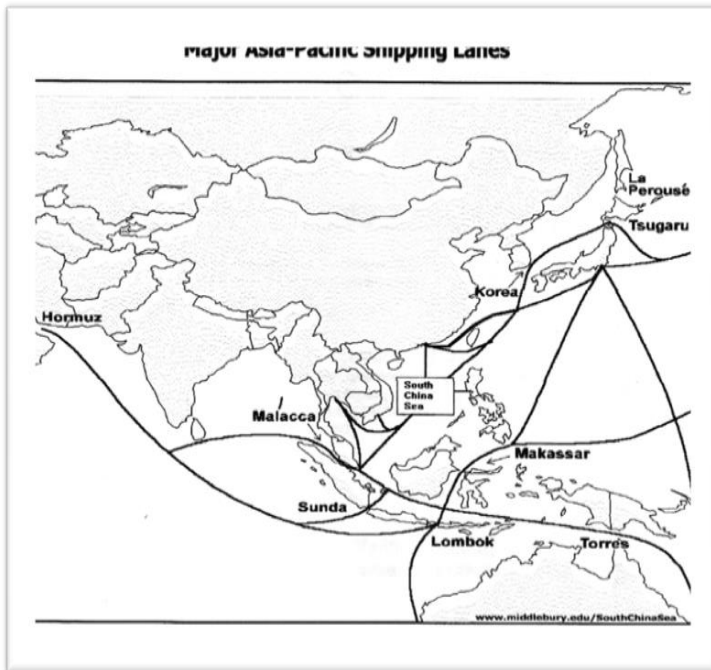 Major Asia-Pacific Shipping Lanes
La
Perousé
Tsugaru
Korea
Hormuz
South
China
Sea
Malacca
Makassar
Sunda
Lombok
Torres
www.middlebury.edu/SouthChinaSea